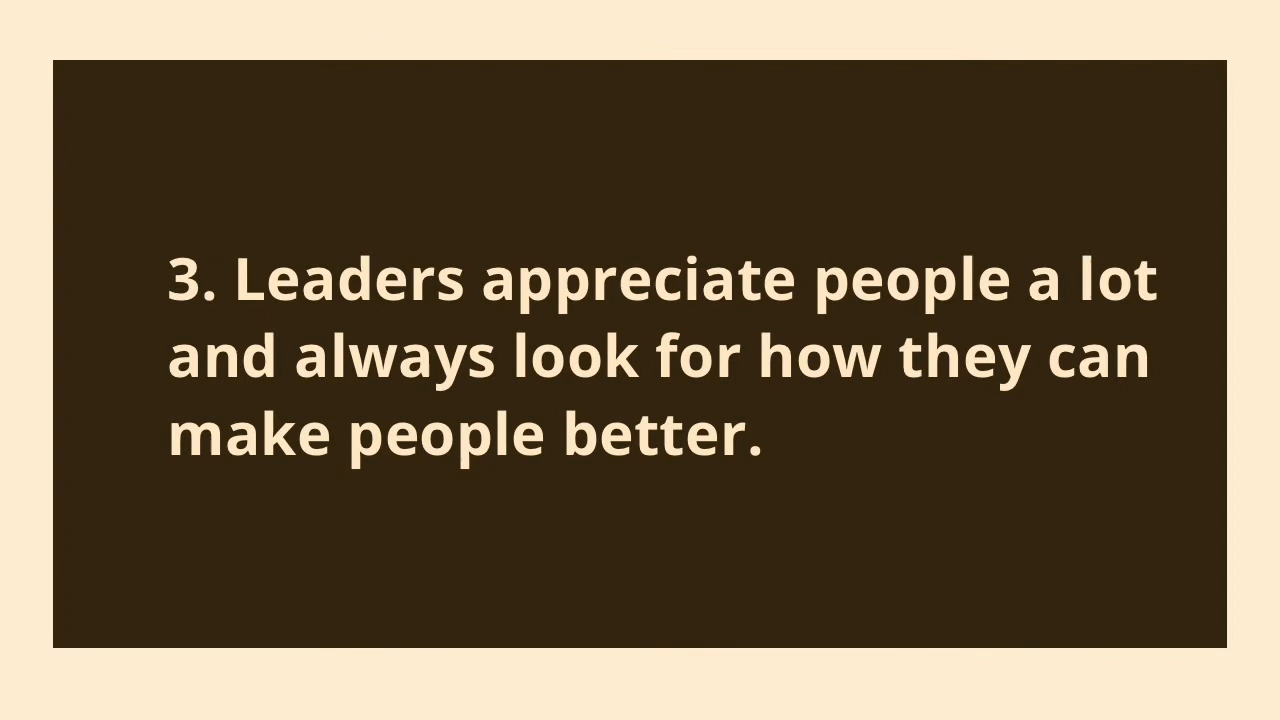 3. Leaders appreciate people a lot
and always look for how they can
make people better.